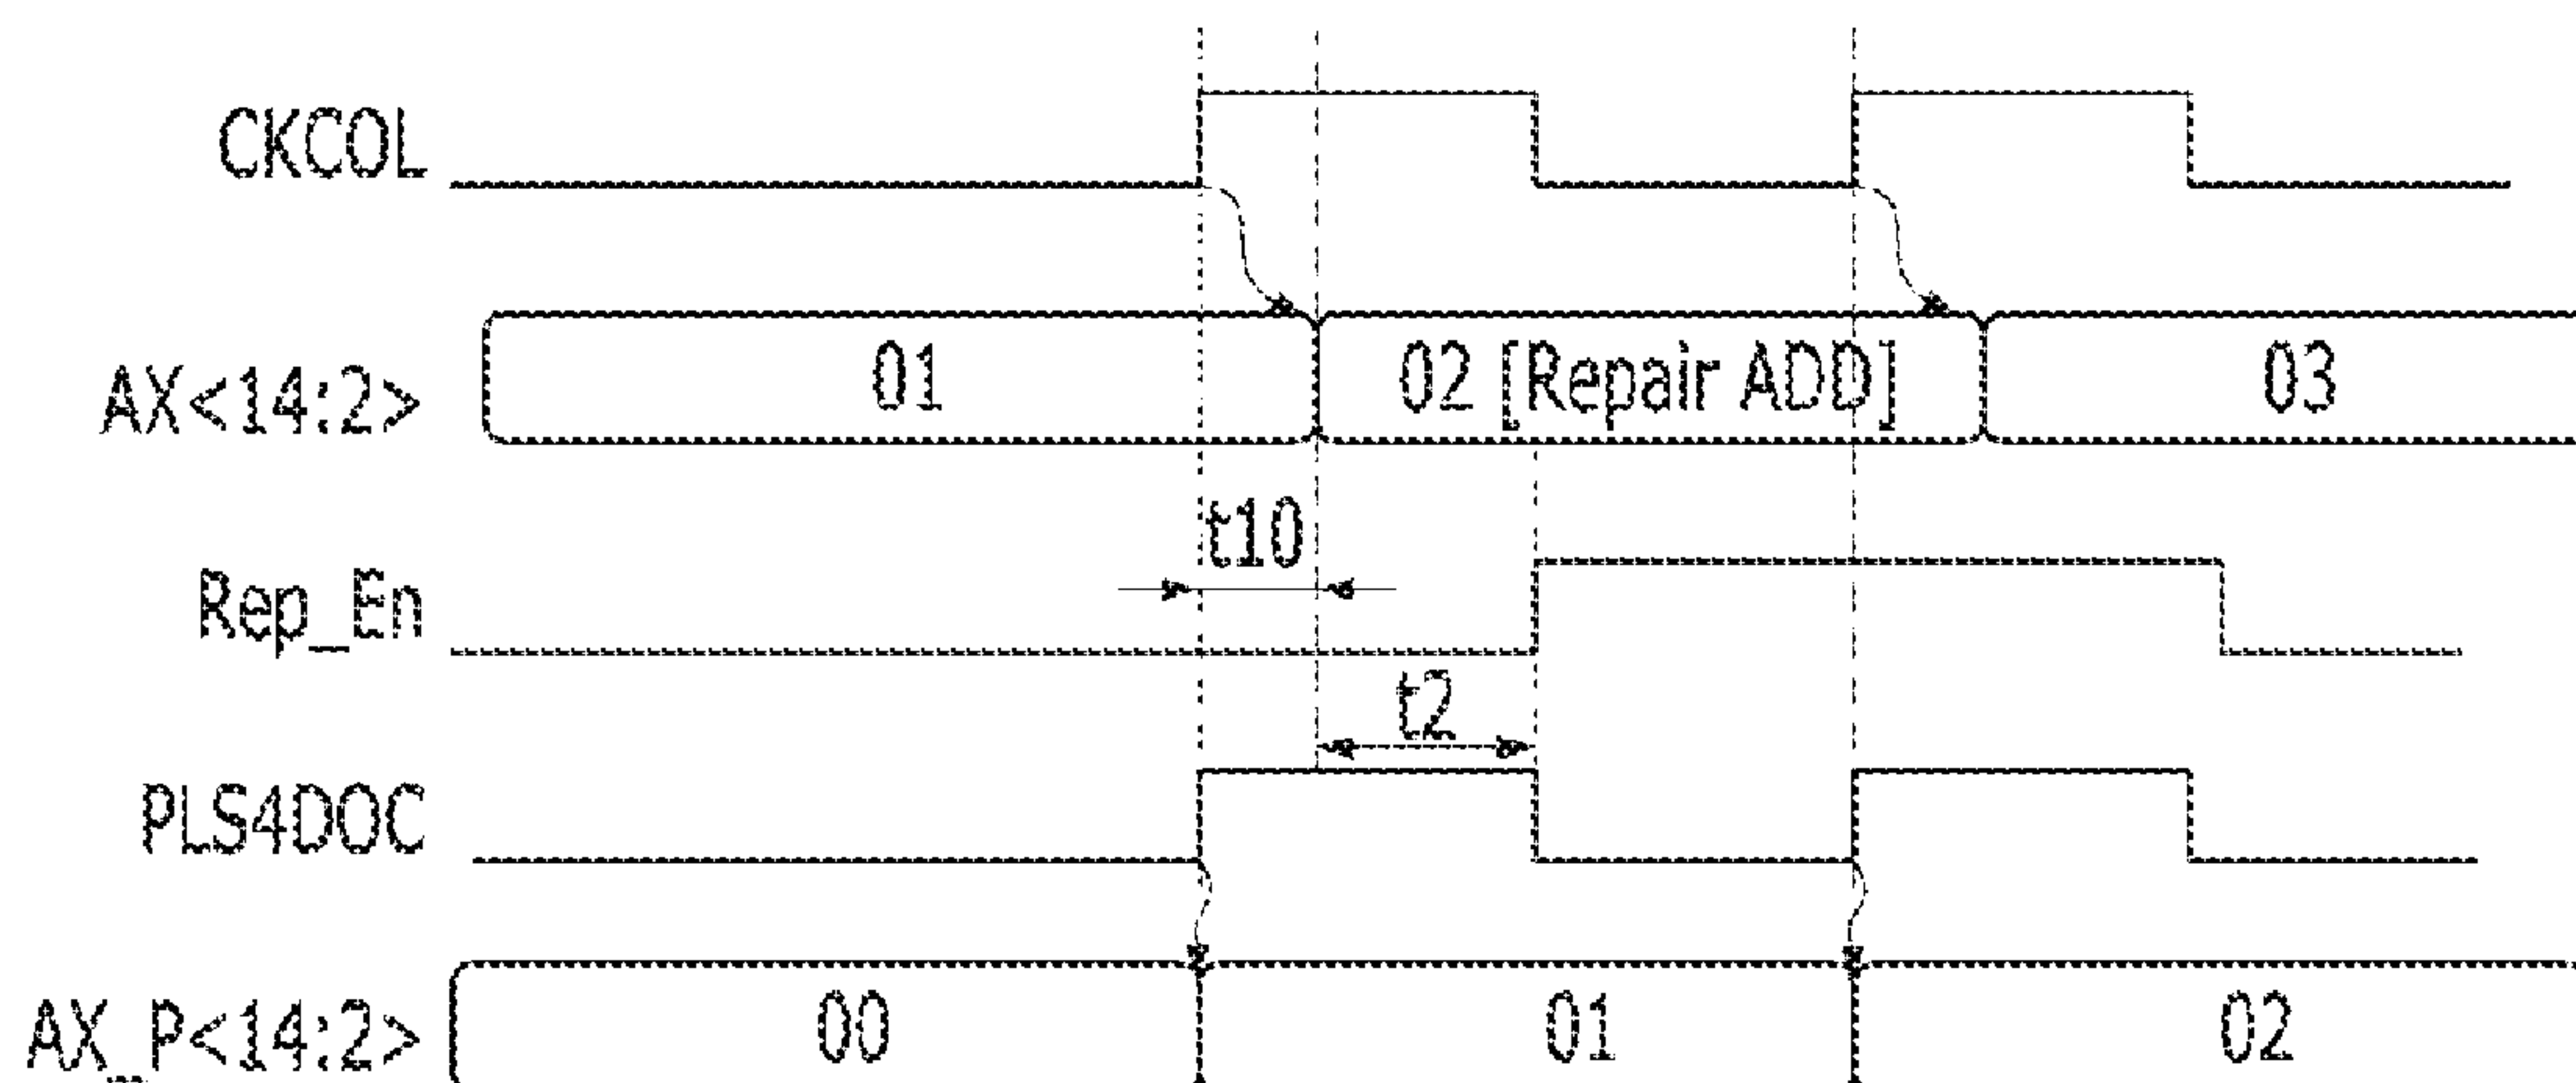 CKCOL
AX<14:2>
01
02 [Repair ADD]
03
t10
Rep_En
t2
PLS4DOC
AX_P<14:2>
00
01
02